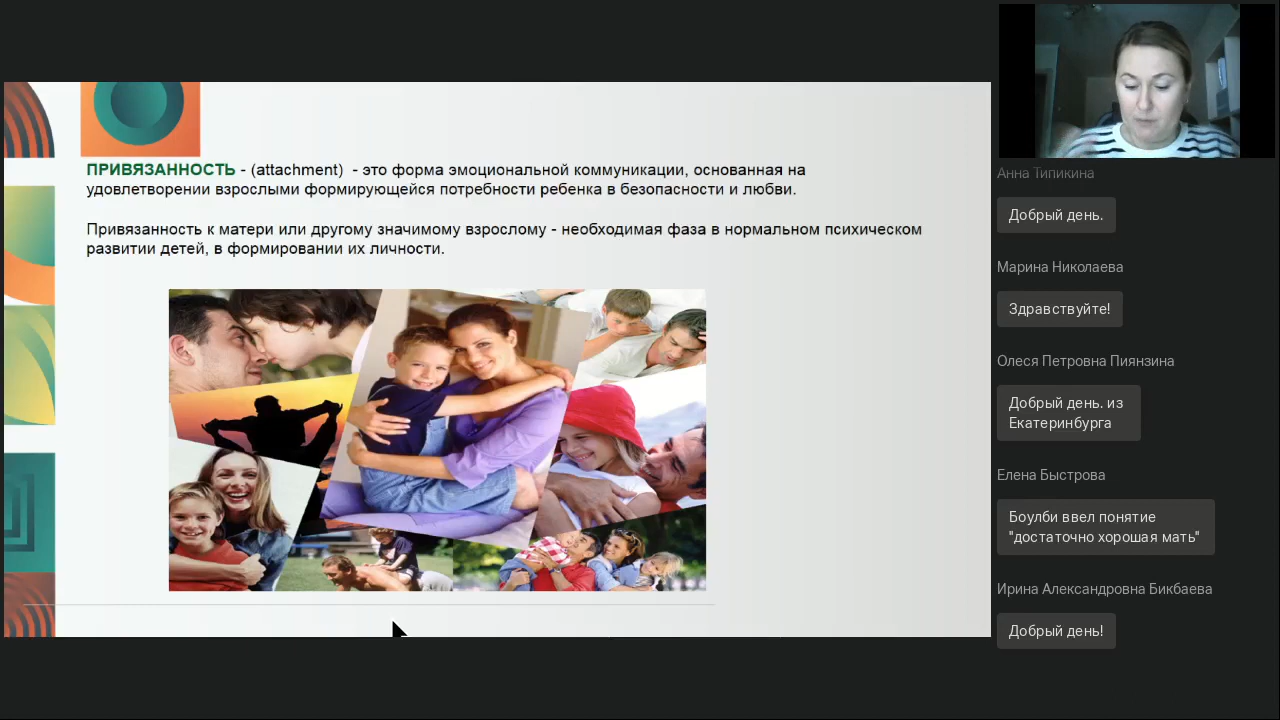 ПРИВЯЗАННОСТЬ - (attachment) - это форма эмоциональной коммуникации, основанная на
удовлетворении взрослыми формирующейся потребности ребенка в безопасности и любви.
Привязанность к матери или другому значимому взрослому - необходимая фаза в нормальном психическом
развитии детей, в формировании их личности.
Анна Типикина
Добрый день.
Марина Николаева
Здравствуйте!
Олеся Петровна Пиянзина
Добрый день. из
Екатеринбурга
Елена Быстрова
Боулби ввел понятие
"достаточно хорошая мать"
Ирина Александровна Бикбаева
Добрый день!